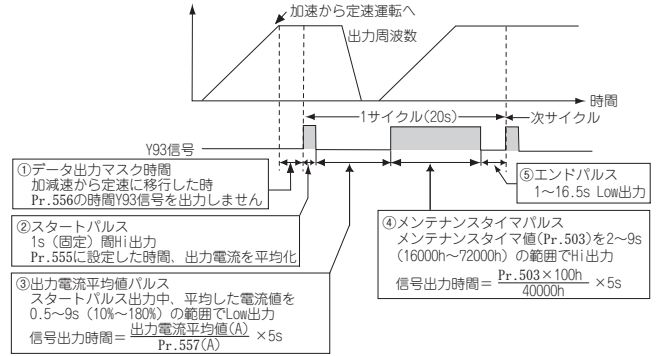 加速から定速運転へ
出力周波数
時間
1サイクル(20s)
次サイクル
Y93信号
①データ出力マスク時間
加減速から定速に移行した時
Pr.556の時間Y93信号を出力しません
②スタートパルス
1s（固定）間Hi出力
Pr.555に設定した時間、出力電流を平均化
③出力電流平均値パルス
スタートパルス出力中、平均した電流値を
0.5～9s（10%～180%）の範囲でLow出力
信号出力時間＝ 出力電流平均値(A) ×5s
Pr.557(A)
⑤エンドパルス
1～16.5s Low出力
④メンテナンスタイマパルス
メンテナンスタイマ値(Pr.503)を2～9s
(16000h～72000h) の範囲でHi出力
信号出力時間＝ Pr.503×100h ×5s
40000h